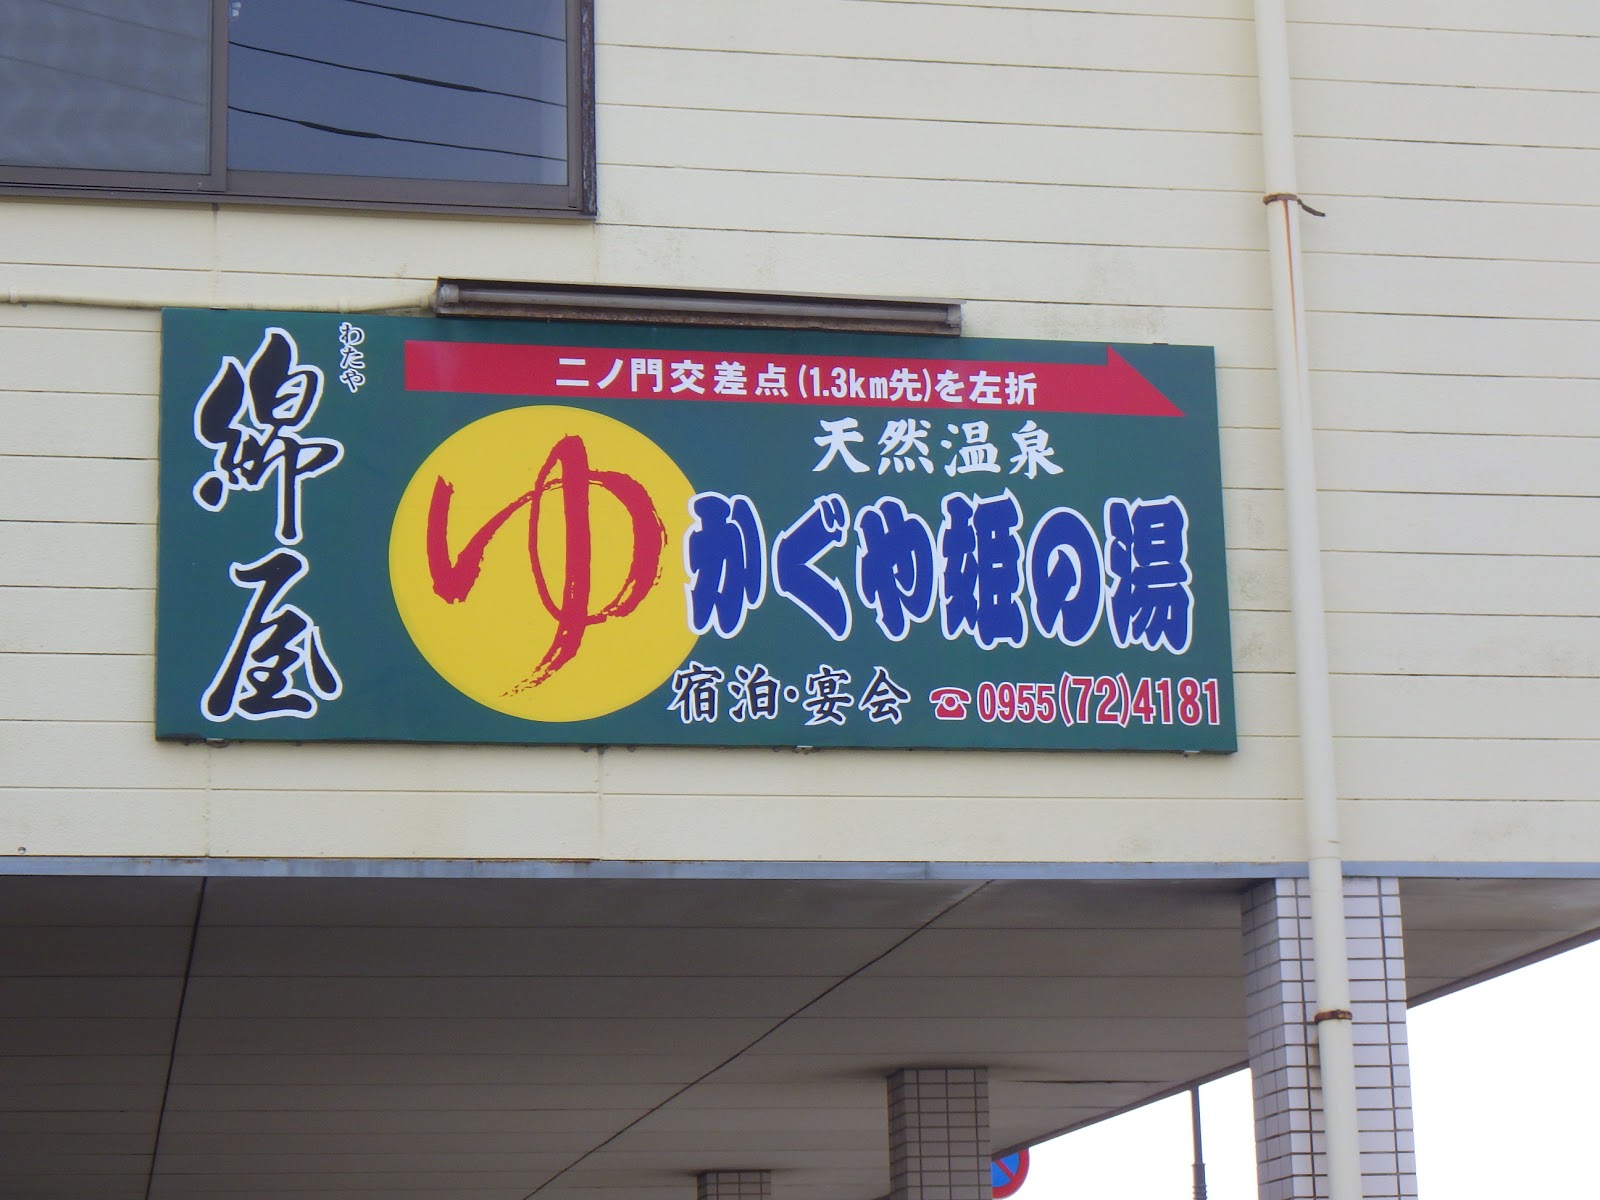 綿屋
わたや
二ノ門交差点(1.3km先)を左折
ゆ
天然温泉
かぐや姫の湯
宿泊・宴会 ☎0955(72)4181